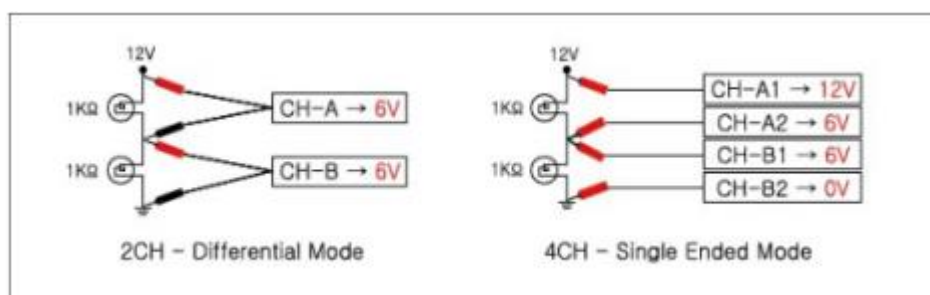 12V
1KΩ
CH-A → 6V
1KΩ
CH-B → 6V
2CH - Differential Mode
12V
1KΩ
CH-A1 → 12V
CH-A2 → 6V
CH-B1 → 6V
1KΩ
CH-B2 → 0V
4CH - Single Ended Mode